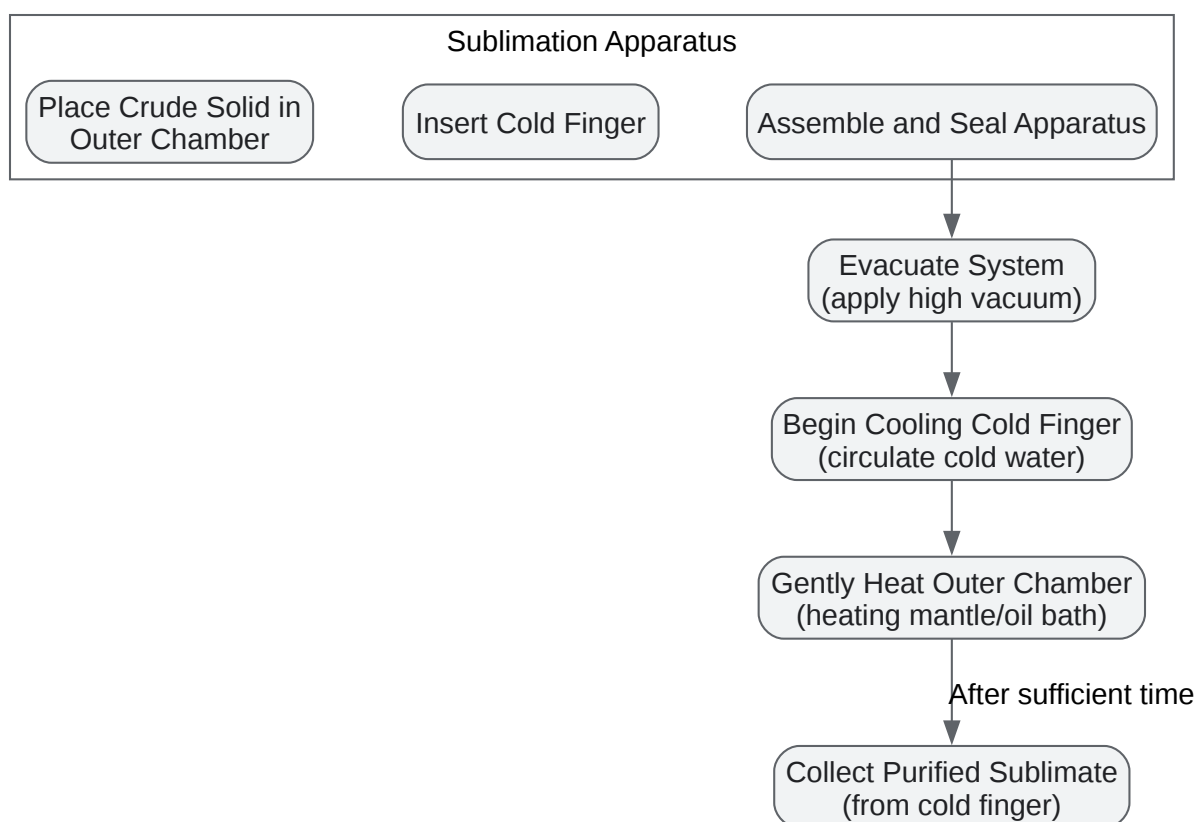 Sublimation Apparatus
Place Crude Solid in
Outer Chamber
Insert Cold Finger
Assemble and Seal Apparatus
Evacuate System
(apply high vacuum)
Begin Cooling Cold Finger
(circulate cold water)
Gently Heat Outer Chamber
(heating mantle/oil bath)
After sufficient time
Collect Purified Sublimate
(from cold finger)